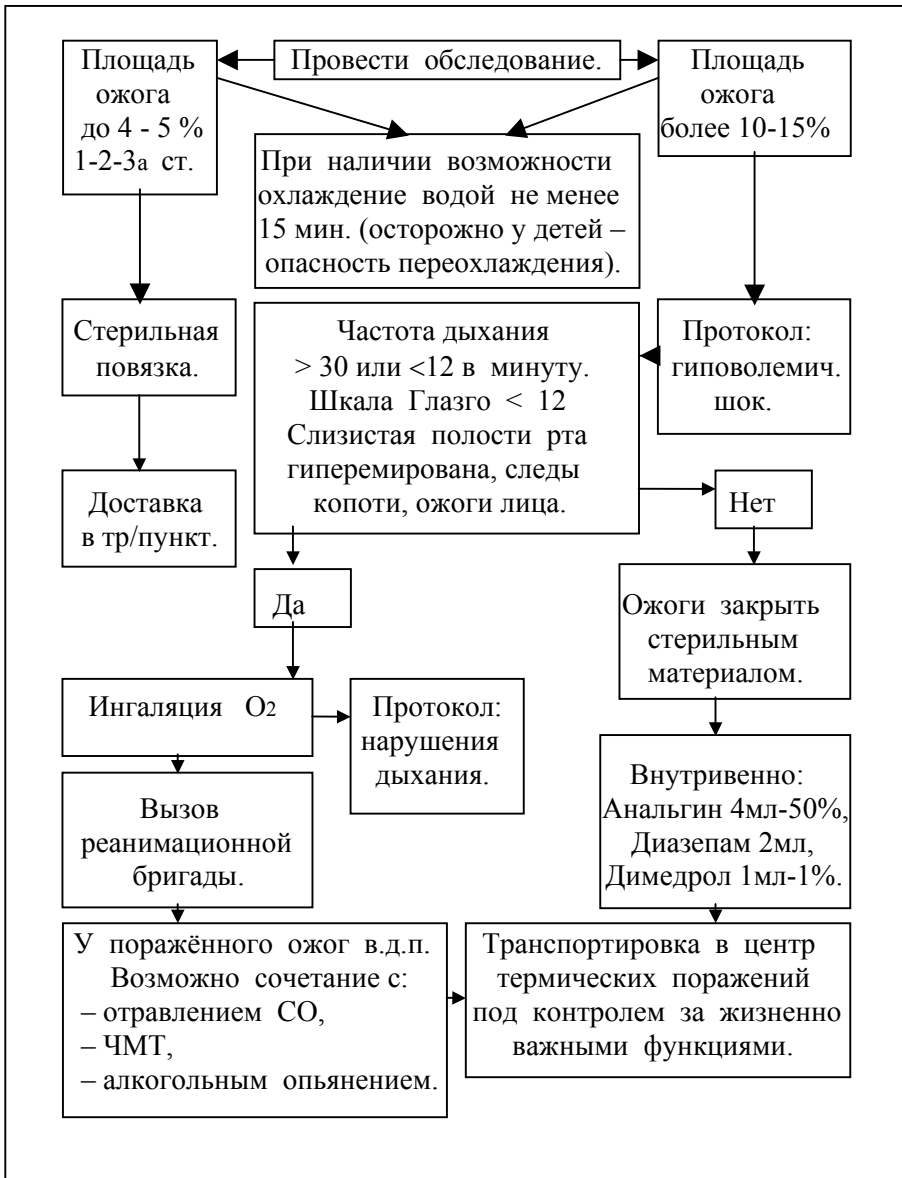 Площадь
ожога
до 4 - 5 %
1-2-3а ст.
Провести обследование.
Площадь
ожога
более 10-15%
При наличии возможности
охлаждение водой не менее
15 мин. (осторожно у детей –
опасность переохлаждения).
Стерильная
повязка.
Частота дыхания
> 30 или <12 в минуту.
Шкала Глазго < 12
Слизистая полости рта
гиперемирована, следы
копоти, ожоги лица.
Протокол:
гиповолемич.
шок.
Доставка
в тр/пункт.
Нет
Да
Ожоги закрыть
стерильным
материалом.
Ингаляция O2
Протокол:
нарушения
дыхания.
Вызов
реанимационной
бригады.
Внутривенно:
Анальгин 4мл-50%,
Диазепам 2мл,
Димедрол 1мл-1%.
У поражённого ожог в.д.п.
Возможно сочетание с:
– отравлением СО,
– ЧМТ,
– алкогольным опьянением.
Транспортировка в центр
термических поражений
под контролем за жизненно
важными функциями.